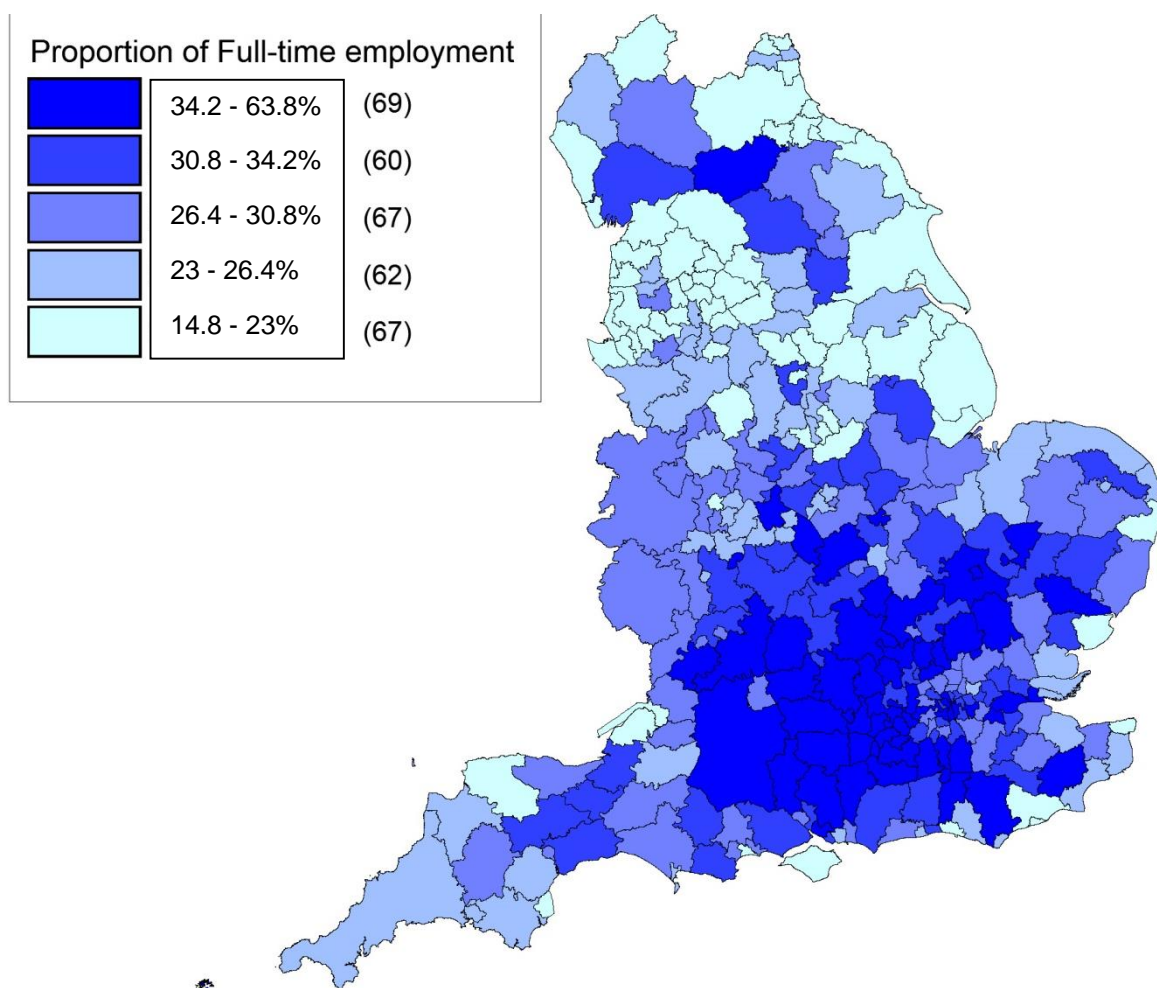 Proportion of Full-time employment
34.2 - 63.8% (69)
30.8 - 34.2% (60)
26.4 - 30.8% (67)
23 - 26.4% (62)
14.8 - 23% (67)